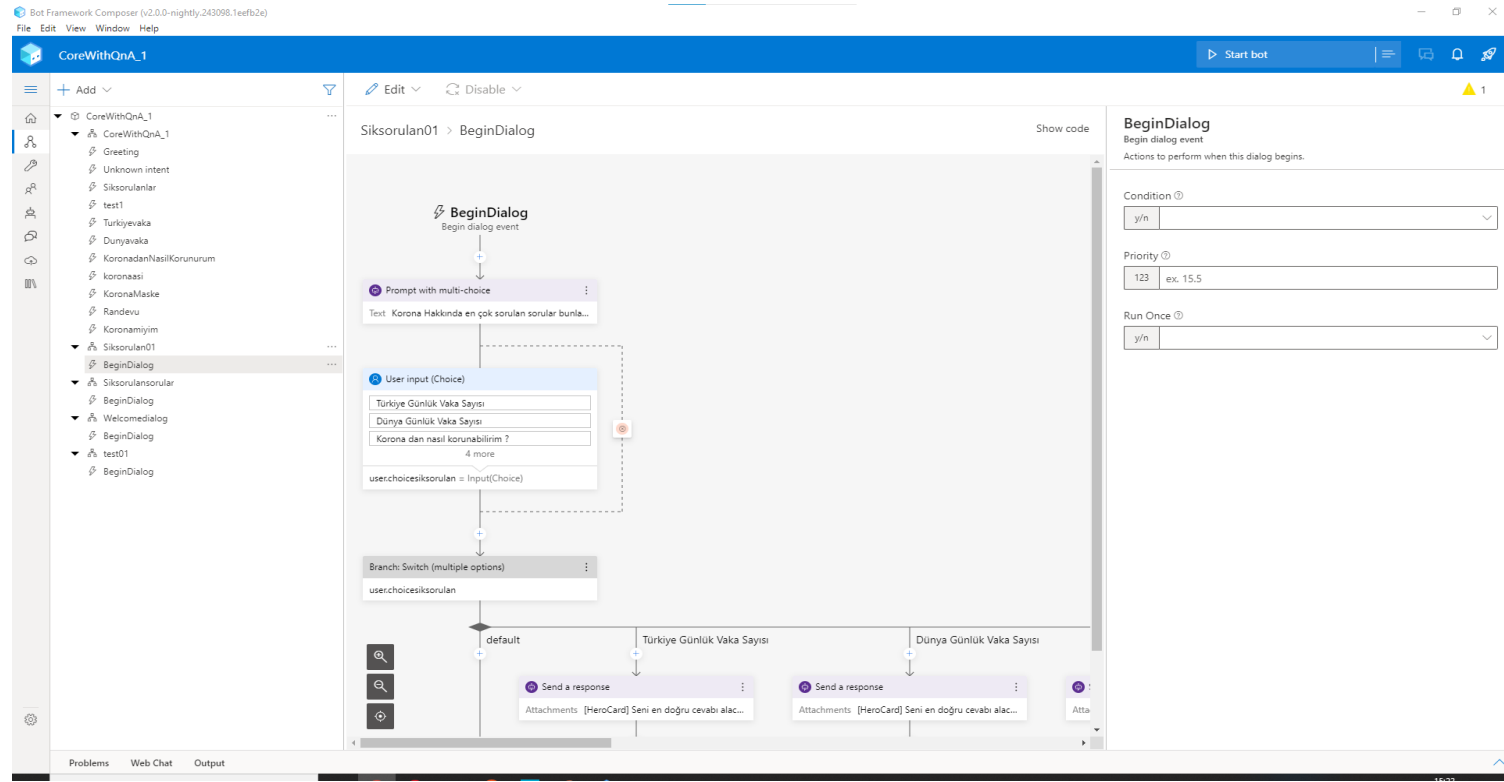 Bot Framework Composer (v2.0.0-nightly.243098.1eefb2e)
File Edit View Window Help
CoreWithQnA_1
Start bot
Add
Edit
Disable
1
CoreWithQnA_1
CoreWithQnA_1
Greeting
Unknown intent
Siksorulanlar
test1
Turkiyevaka
Dunyavaka
KoronadanNasilKorunurum
koronaasi
KoronaMaske
Randevu
Koronamiyim
Siksorulan01
BeginDialog
Siksorulansorular
BeginDialog
Welcomedialog
BeginDialog
test01
BeginDialog
Siksorulan01 > BeginDialog
Show code
BeginDialog
Begin dialog event
Prompt with multi-choice
Text Korona Hakkında en çok sorulan sorular bunla...
User input (Choice)
Türkiye Günlük Vaka Sayısı
Dünya Günlük Vaka Sayısı
Korona dan nasıl korunabilirim ?
4 more
user.choicesiksorulan = Input(Choice)
Branch: Switch (multiple options)
user.choicesiksorulan
default
Türkiye Günlük Vaka Sayısı
Dünya Günlük Vaka Sayısı
Send a response
Attachments [HeroCard] Seni en doğru cevabı alac...
Send a response
Attachments [HeroCard] Seni en doğru cevabı alac...
BeginDialog
Begin dialog event
Actions to perform when this dialog begins.
Condition
y/n
Priority
123 ex. 15.5
Run Once
y/n
Problems Web Chat Output